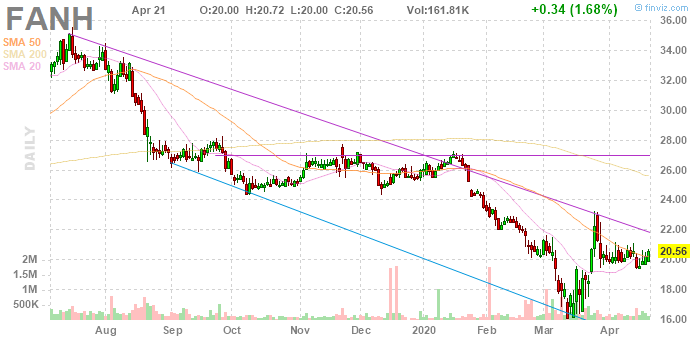 FANH
Apr 21 O:20.00 H:20.72 L:20.00 C:20.56 Vol:161.81K +0.34 (1.68%)
© finviz.com
SMA 50
SMA 200
SMA 20
DAILY
36.00
34.00
32.00
30.00
28.00
26.00
24.00
22.00
20.56
20.00
18.00
16.00
2M
1.5M
1M
500K
Aug Sep Oct Nov Dec 2020 Feb Mar Apr